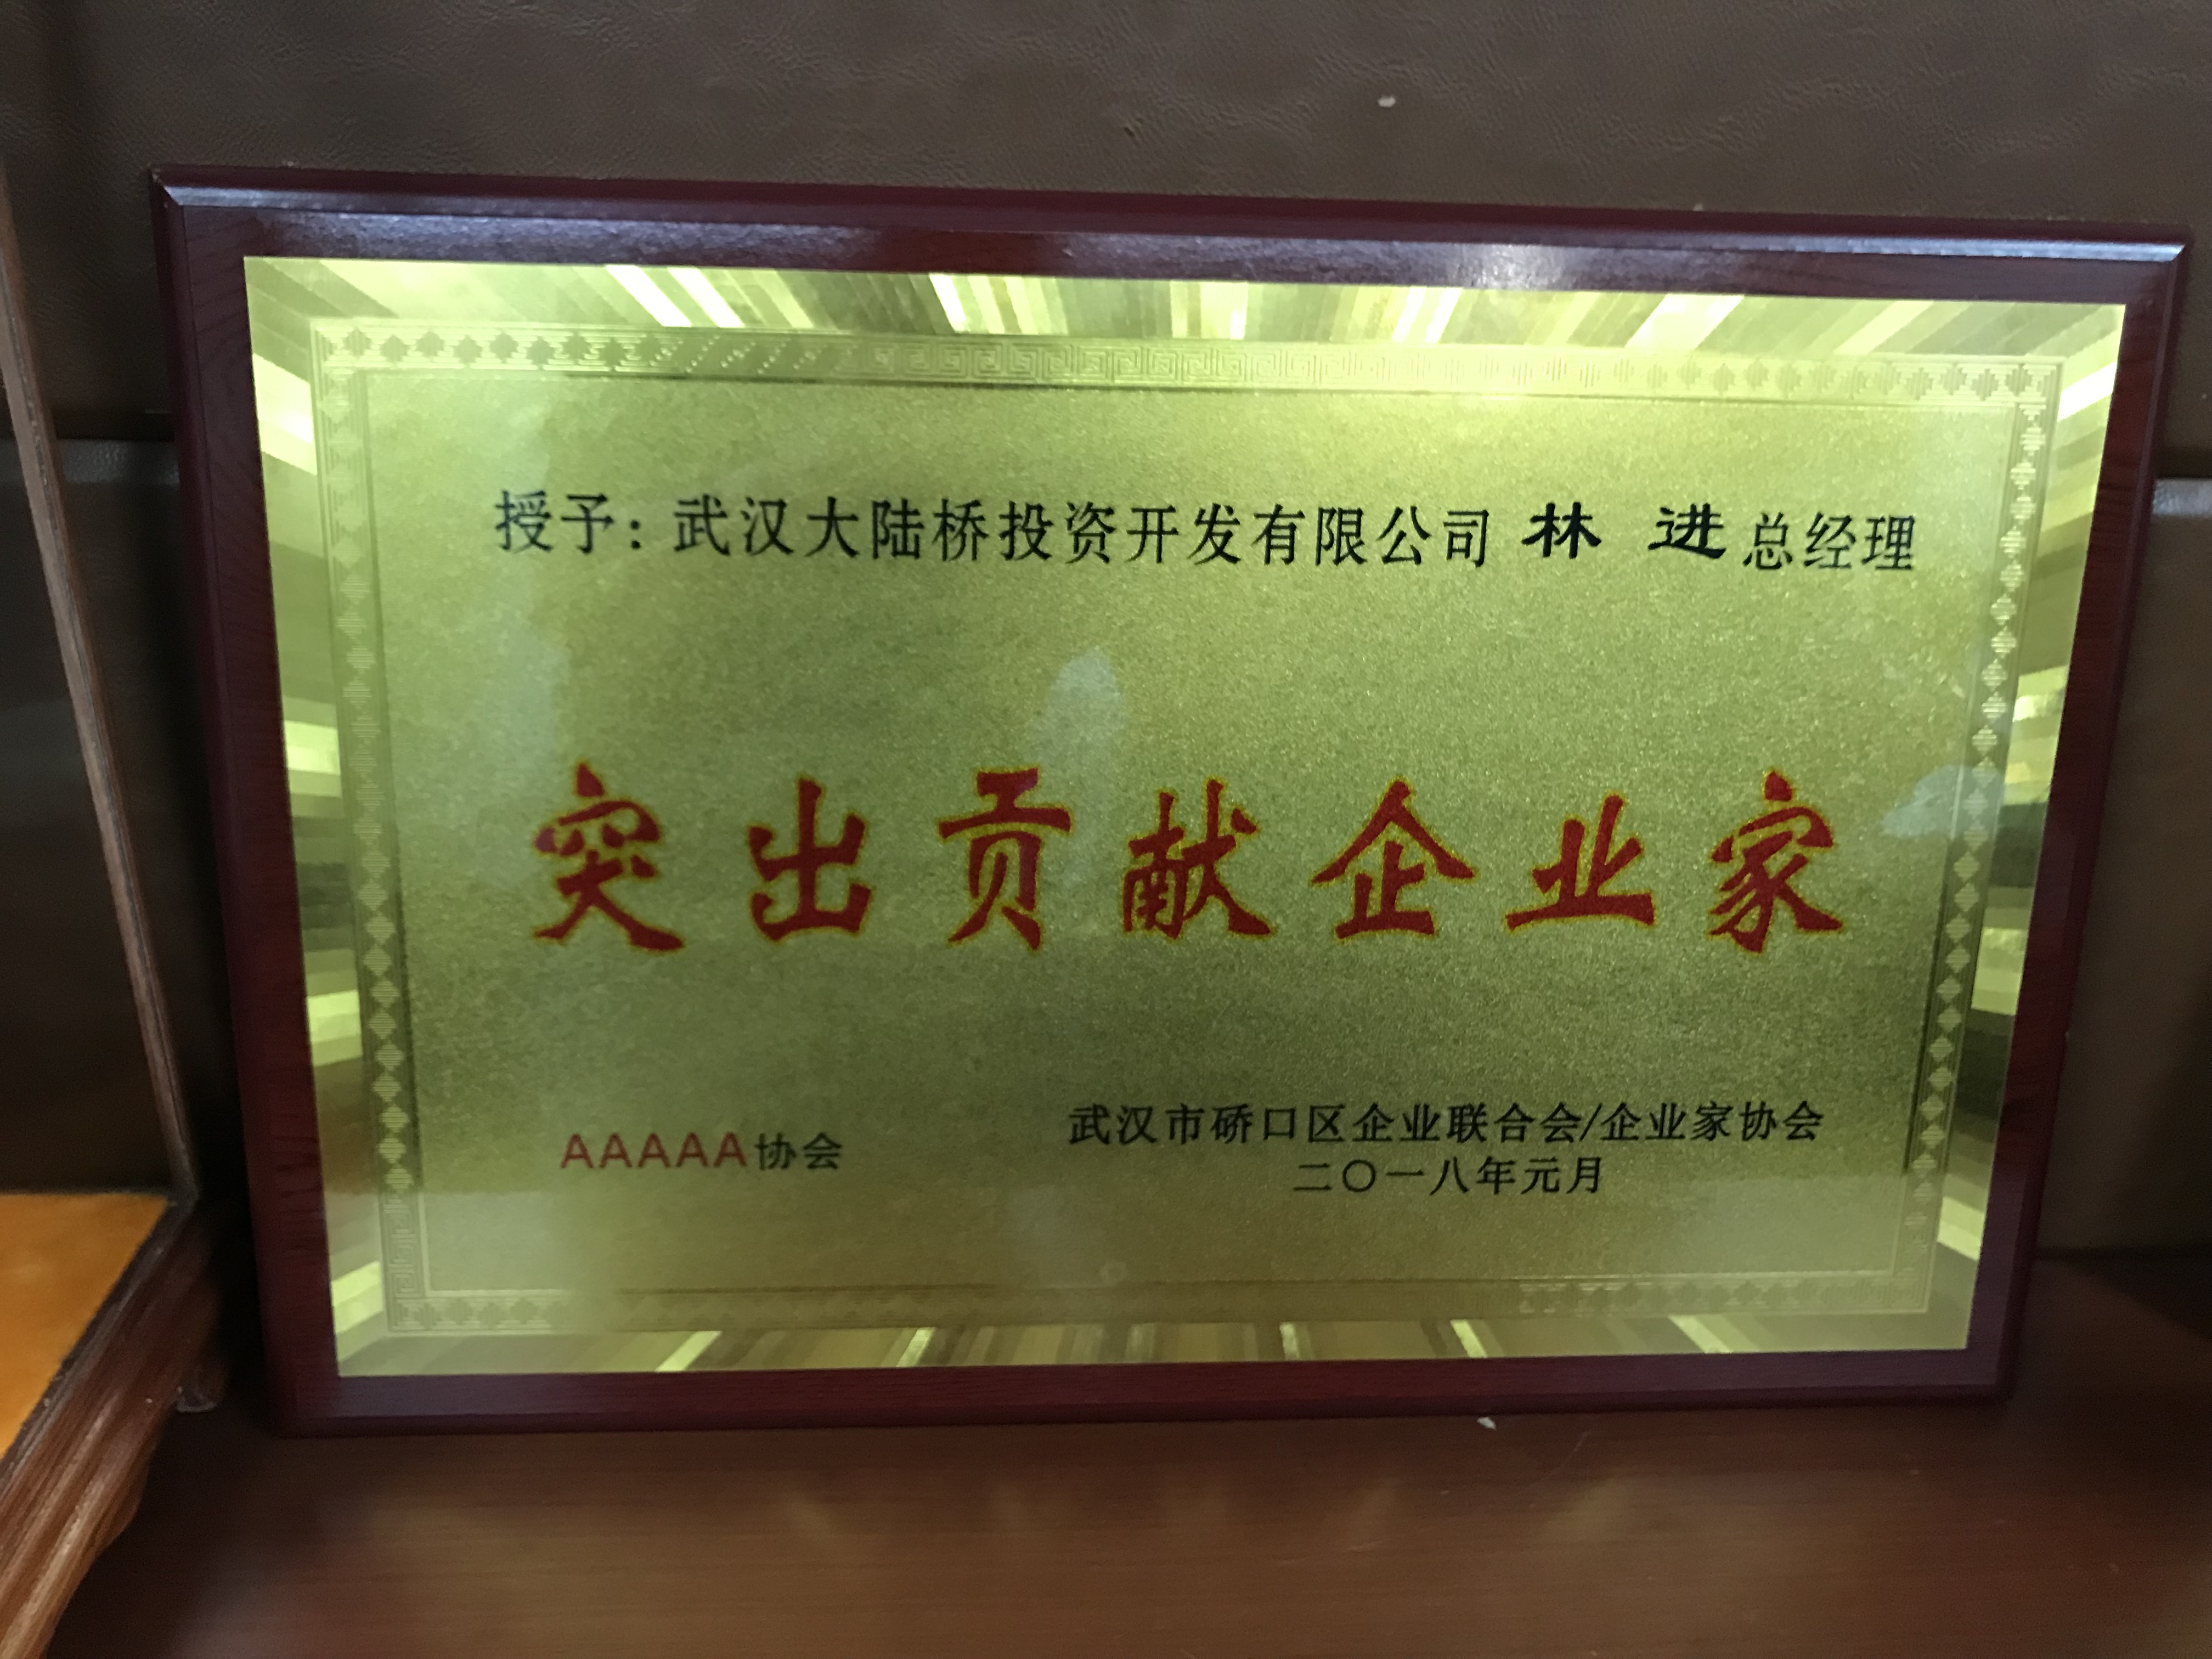 授予：武汉大陆桥投资开发有限公司 林 进 总经理
突出贡献企业家
AAAAA协会
武汉市硚口区企业联合会/企业家协会
二〇一八年元月